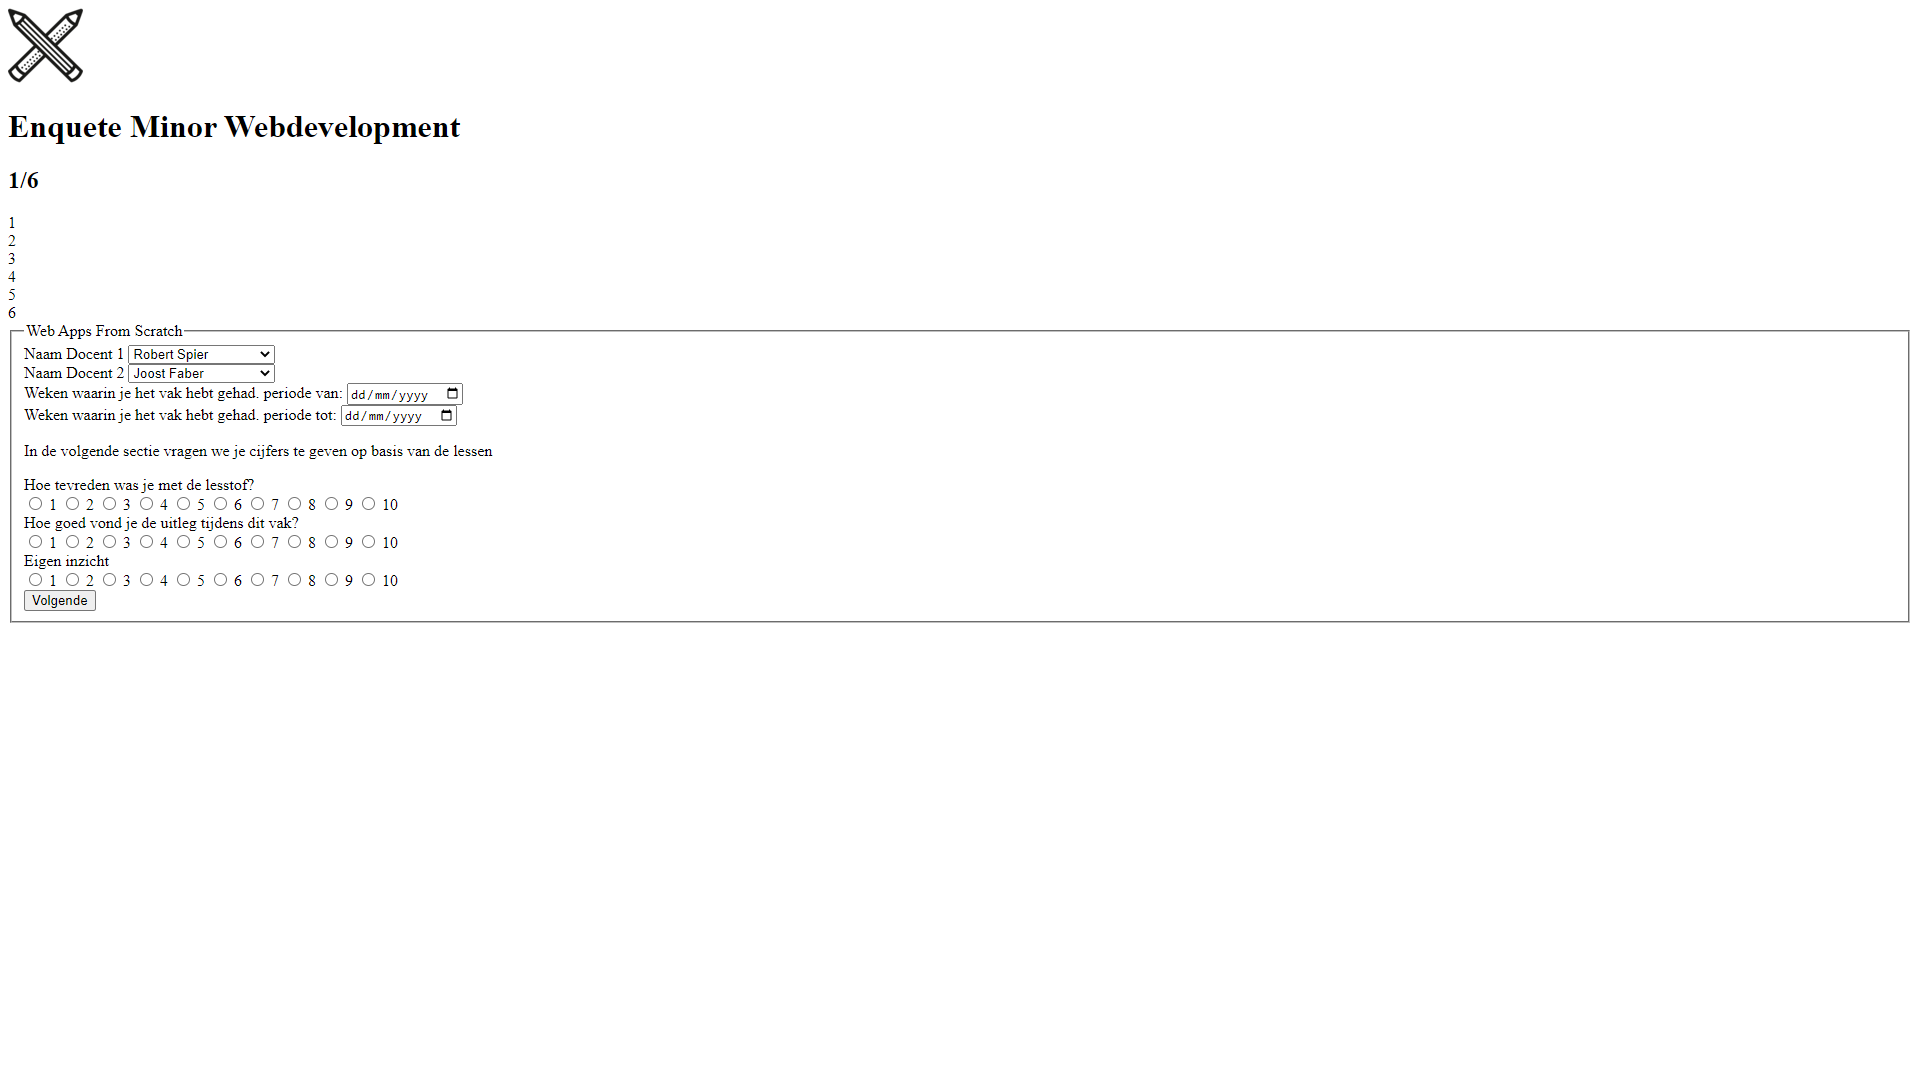 Enquete Minor Webdevelopment
1/6
1
2
3
4
5
6
Web Apps From Scratch
Naam Docent 1 Robert Spier
Naam Docent 2 Joost Faber
Weken waarin je het vak hebt gehad. periode van: dd/mm/yyyy
Weken waarin je het vak hebt gehad. periode tot: dd/mm/yyyy
In de volgende sectie vragen we je cijfers te geven op basis van de lessen
Hoe tevreden was je met de lesstof?
1 2 3 4 5 6 7 8 9 10
Hoe goed vond je de uitleg tijdens dit vak?
1 2 3 4 5 6 7 8 9 10
Eigen inzicht
1 2 3 4 5 6 7 8 9 10
Volgende